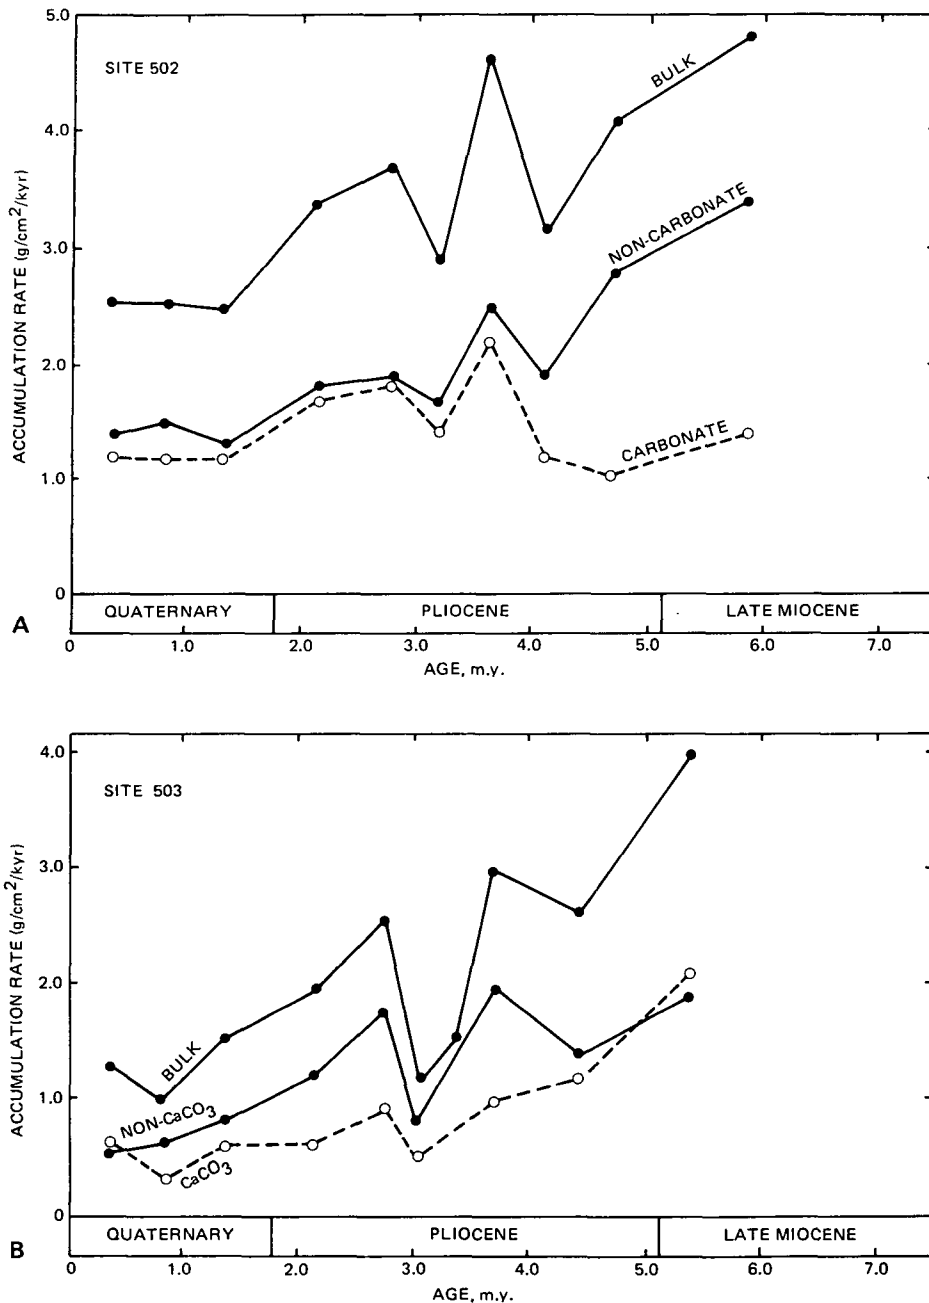 5.0
SITE 502
BULK
4.0
NON-CARBONATE
3.0
ACCUMULATION RATE (g/cm²/kyr)
2.0
CARBONATE
1.0
0
QUATERNARY PLIOCENE LATE MIOCENE
A
0 1.0 2.0 3.0 4.0 5.0 6.0 7.0
AGE, m.y.
4.0
SITE 503
3.0
ACCUMULATION RATE (g/cm²/kyr)
2.0
BULK
1.0
NON-CaCO₃
CaCO₃
0
QUATERNARY PLIOCENE LATE MIOCENE
B
0 1.0 2.0 3.0 4.0 5.0 6.0 7.0
AGE, m.y.